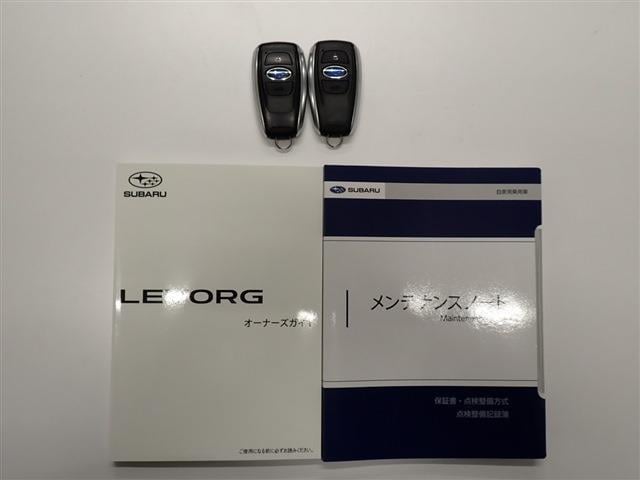 SUBARU
LEVORG
オーナーズガイド
ご使用になる前に必ずお読みください。
SUBARU
自家用乗用車
メンテナンスノート
保証書・点検整備方式
点検整備記録簿